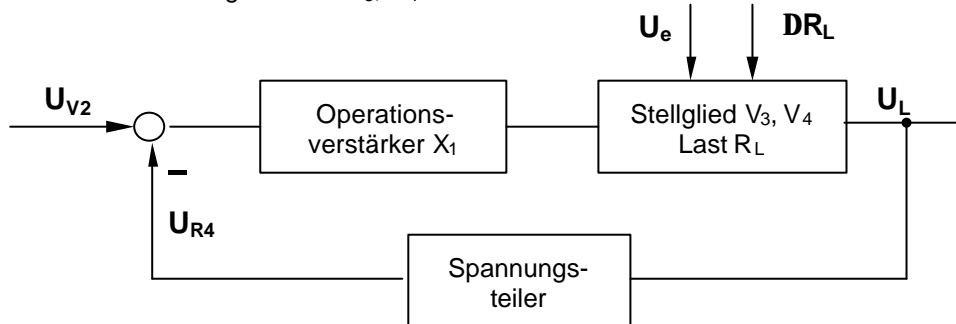 Ue
DRL
UV2
Operations-
verstärker X1
Stellglied V3, V4
Last RL
UL
–
UR4
Spannungs-
teiler